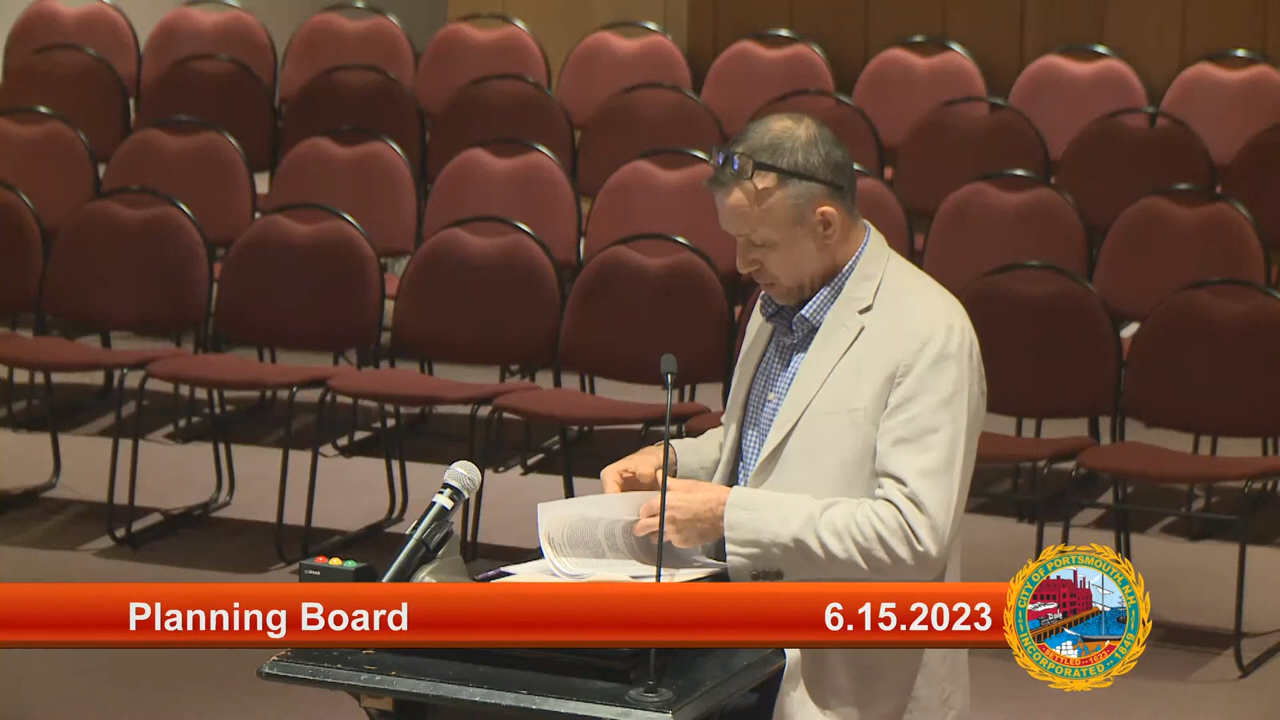 Planning Board
6.15.2023
CITY OF PORTSMOUTH, N.H.
SETTLED 1623
INCORPORATED 1849